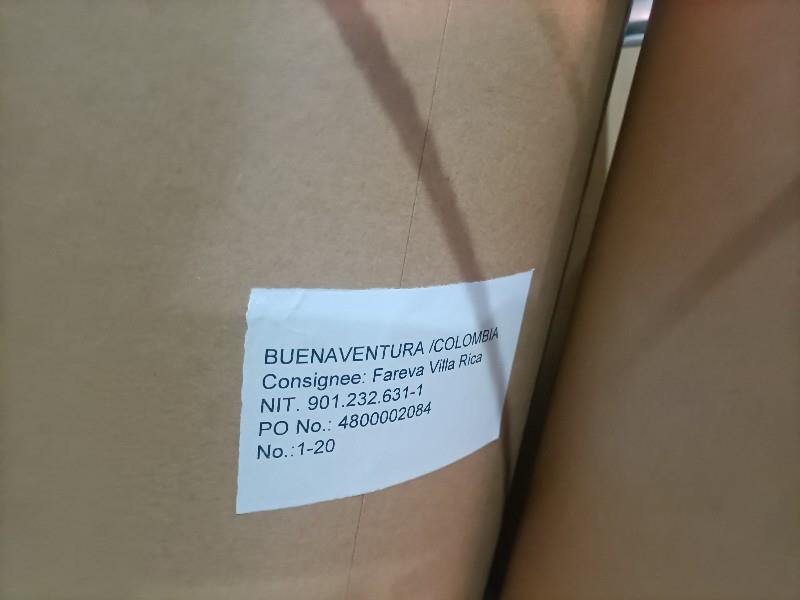 BUENAVENTURA /COLOMBIA
Consignee: Fareva Villa Rica
NIT. 901.232.631-1
PO No.: 4800002084
No.:1-20